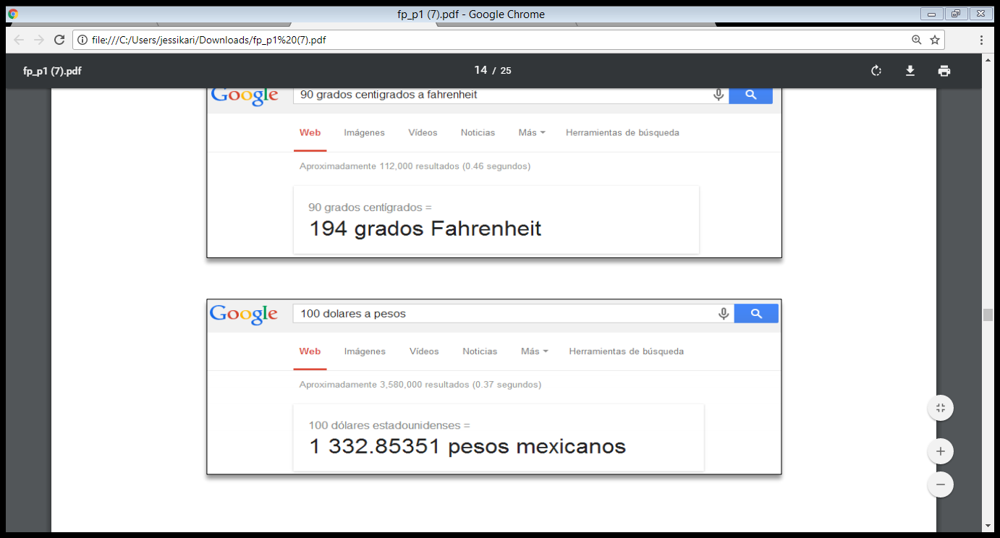 fp_p1 (7).pdf - Google Chrome
file:///C:/Users/jessikari/Downloads/fp_p1%20(7).pdf
fp_p1 (7).pdf 14 / 25
Google 90 grados centigrados a fahrenheit
Web Imágenes Vídeos Noticias Más Herramientas de búsqueda
Aproximadamente 112,000 resultados (0.46 segundos)
90 grados centígrados =
194 grados Fahrenheit
Google 100 dolares a pesos
Web Imágenes Vídeos Noticias Más Herramientas de búsqueda
Aproximadamente 3,580,000 resultados (0.37 segundos)
100 dólares estadounidenses =
1 332.85351 pesos mexicanos